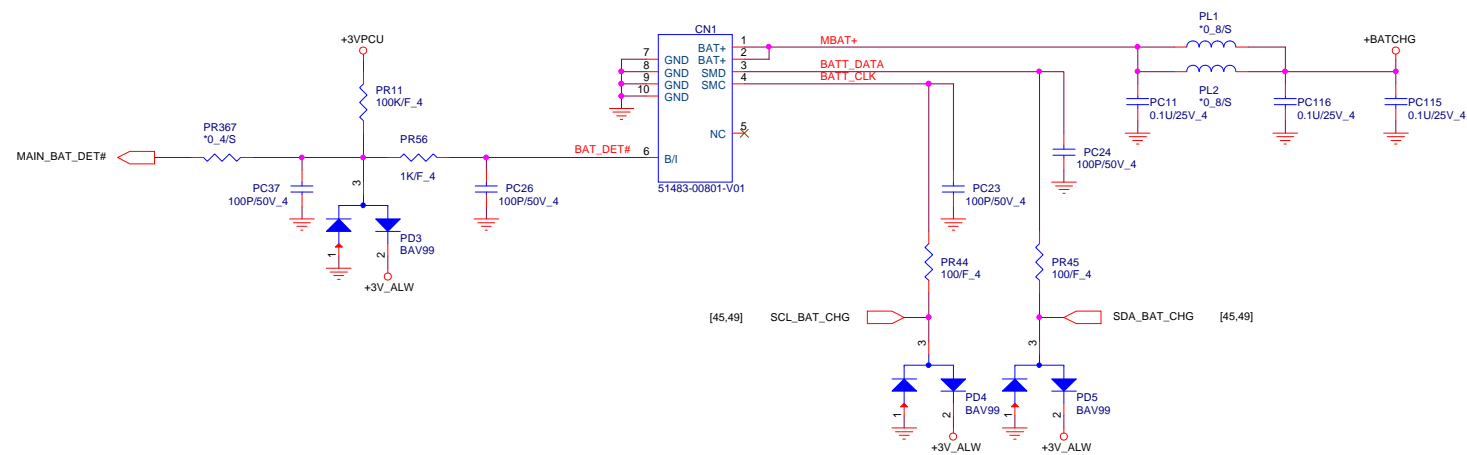 CN1
+3VPCU
PR11
100K/F_4
PR367
*0_4/S
MAIN_BAT_DET#
PC37
100P/50V_4
3
1
2
PD3
BAV99
+3V_ALW
PR56
1K/F_4
PC26
100P/50V_4
BAT_DET#
7
8
9
10
6
GND
GND
GND
GND
B/I
BAT+
BAT+
SMD
SMC
NC
1
2
3
4
5
51483-00801-V01
MBAT+
BATT_DATA
BATT_CLK
PL1
*0_8/S
PL2
*0_8/S
+BATCHG
PC11
0.1U/25V_4
PC116
0.1U/25V_4
PC115
0.1U/25V_4
PC24
100P/50V_4
PC23
100P/50V_4
PR44
100/F_4
PR45
100/F_4
[45,49]
SCL_BAT_CHG
SDA_BAT_CHG
[45,49]
3
1
2
PD4
BAV99
+3V_ALW
3
1
2
PD5
BAV99
+3V_ALW